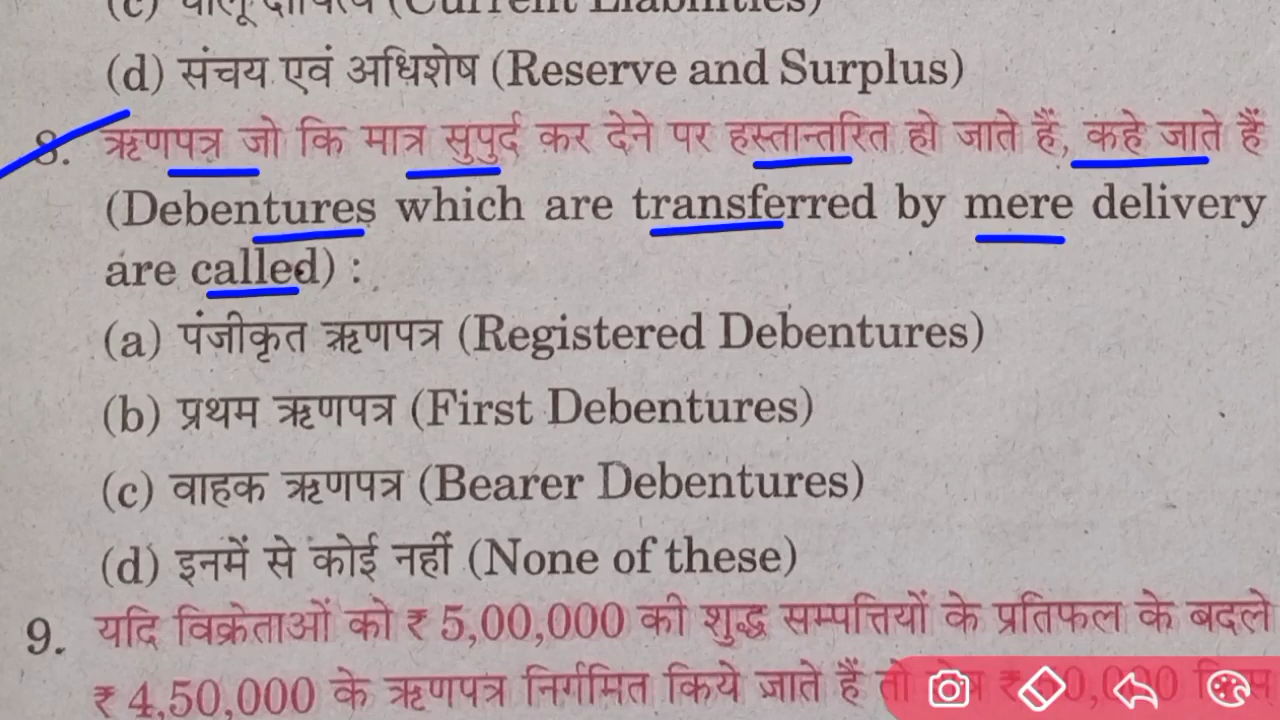 (c) चालू दायित्व (Current Liabilities)
(d) संचय एवं अधिशेष (Reserve and Surplus)
8. ऋणपत्र जो कि मात्र सुपुर्द कर देने पर हस्तान्तरित हो जाते हैं, कहे जाते हैं
(Debentures which are transferred by mere delivery
are called) :
(a) पंजीकृत ऋणपत्र (Registered Debentures)
(b) प्रथम ऋणपत्र (First Debentures)
(c) वाहक ऋणपत्र (Bearer Debentures)
(d) इनमें से कोई नहीं (None of these)
9. यदि विक्रेताओं को ₹ 5,00,000 की शुद्ध सम्पत्तियों के प्रतिफल के बदले
₹ 4,50,000 के ऋणपत्र निर्गमित किये जाते हैं तो